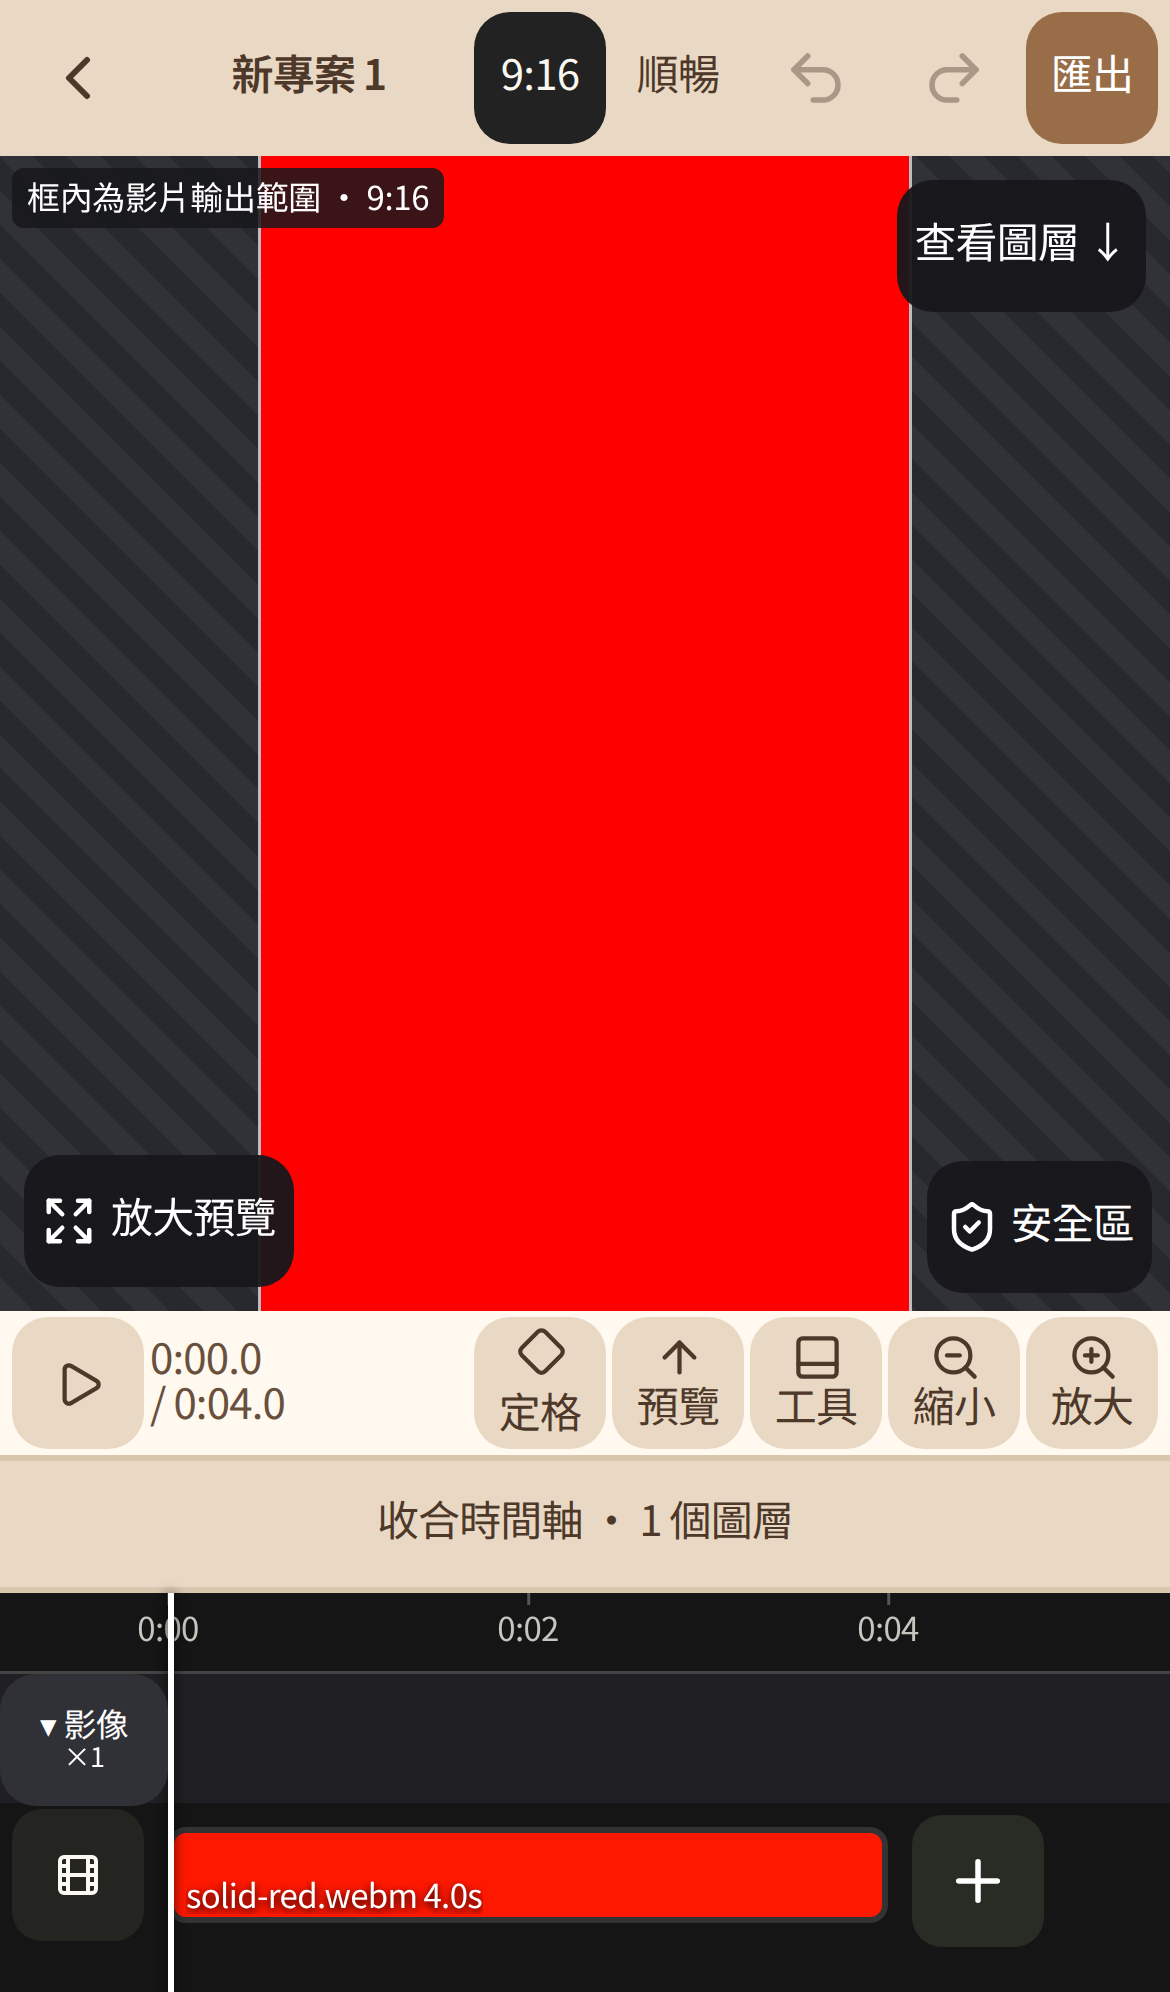 新專案 1
9:16
順暢
匯出
框內為影片輸出範圍 · 9:16
查看圖層 ↓
放大預覽
安全區
0:00.0
/ 0:04.0
定格
預覽
工具
縮小
放大
收合時間軸 · 1 個圖層
0:00
0:02
0:04
▾ 影像
×1
solid-red.webm 4.0s